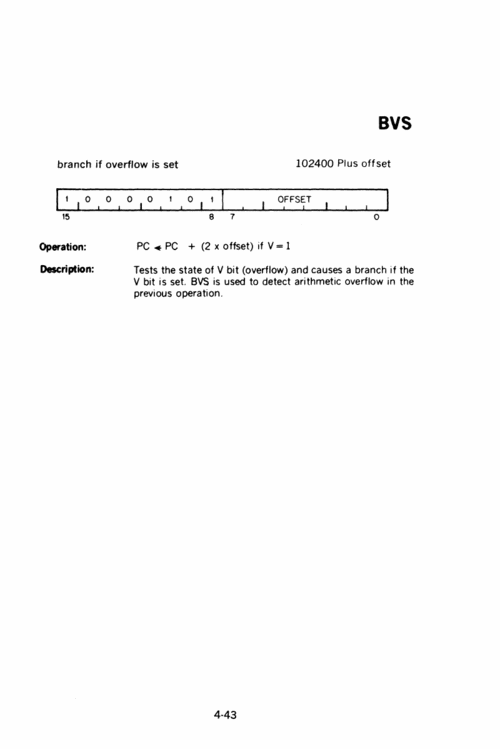 BVS
branch if overflow is set 102400 Plus offset
1 0 0 0 0 1 0 1 OFFSET
15 8 7 0
Operation: PC ◄ PC + (2 x offset) if V = 1
Description: Tests the state of V bit (overflow) and causes a branch if the
V bit is set. BVS is used to detect arithmetic overflow in the
previous operation.
4-43